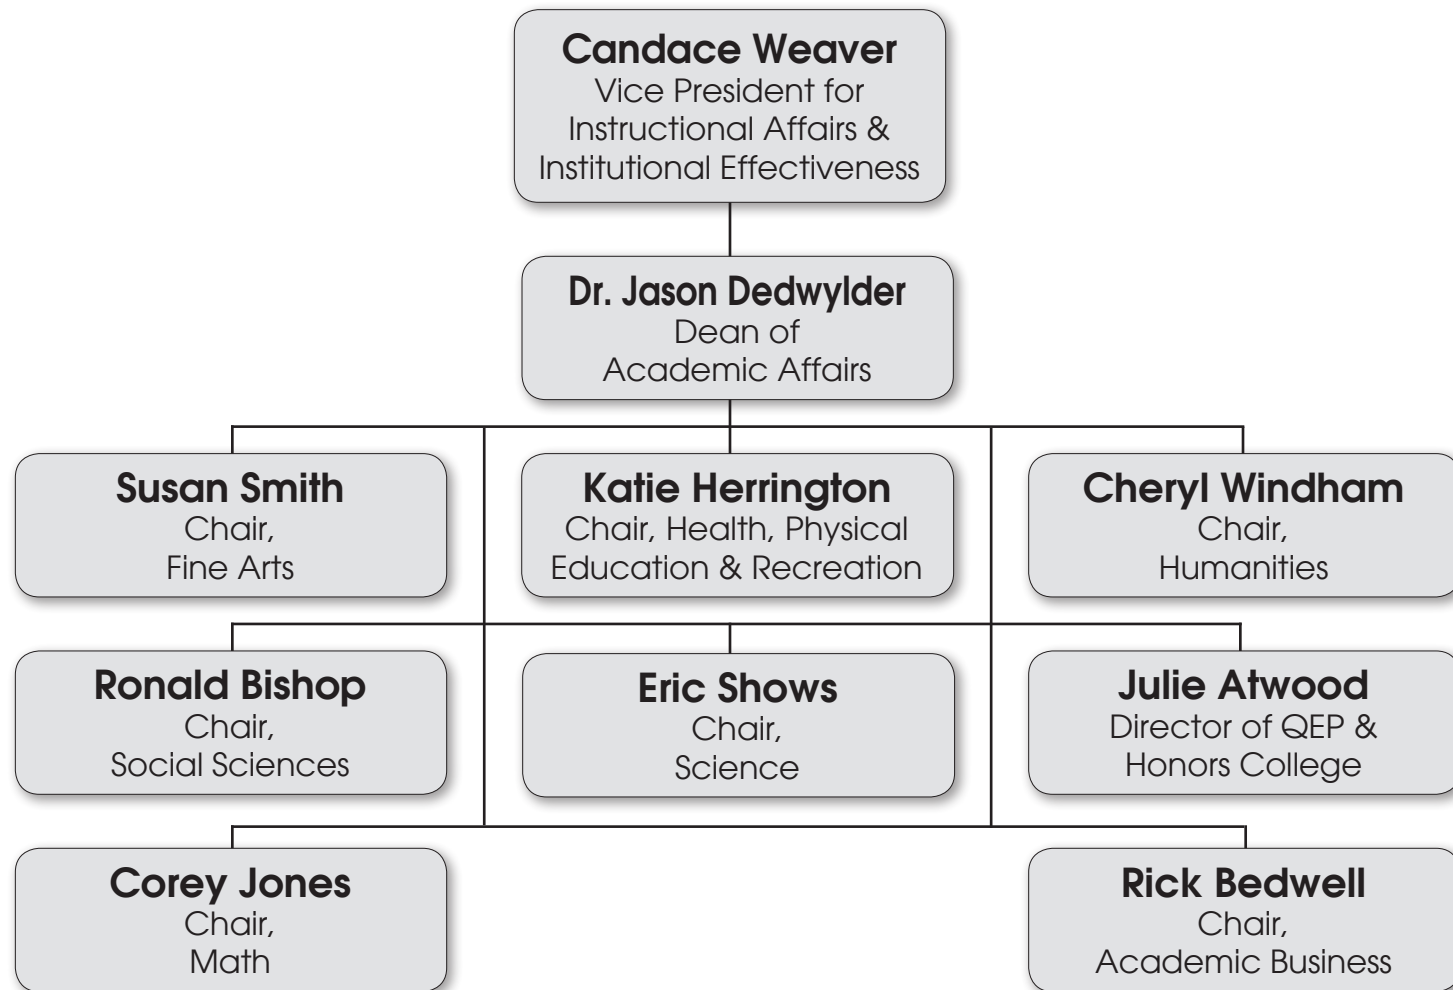 Candace Weaver
Vice President for
Instructional Affairs &
Institutional Effectiveness
Dr. Jason Dedwylder
Dean of
Academic Affairs
Susan Smith
Chair,
Fine Arts
Katie Herrington
Chair, Health, Physical
Education & Recreation
Cheryl Windham
Chair,
Humanities
Ronald Bishop
Chair,
Social Sciences
Eric Shows
Chair,
Science
Julie Atwood
Director of QEP &
Honors College
Corey Jones
Chair,
Math
Rick Bedwell
Chair,
Academic Business